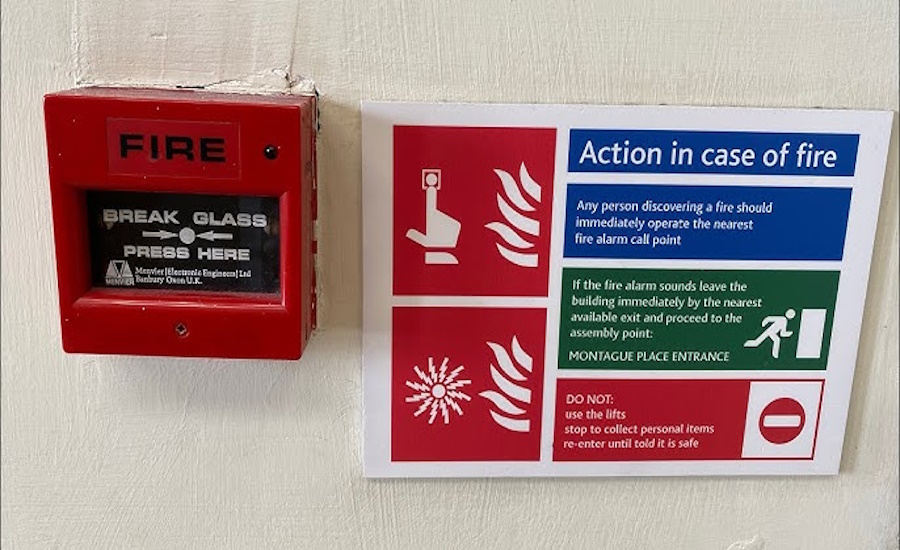 FIRE
BREAK GLASS
PRESS HERE
MENVIER
Menvier (Electronic Engineers) Ltd
Banbury Oxon U.K.
Action in case of fire
Any person discovering a fire should
immediately operate the nearest
fire alarm call point
If the fire alarm sounds leave the
building immediately by the nearest
available exit and proceed to the
assembly point:
MONTAGUE PLACE ENTRANCE
DO NOT:
use the lifts
stop to collect personal items
re-enter until told it is safe